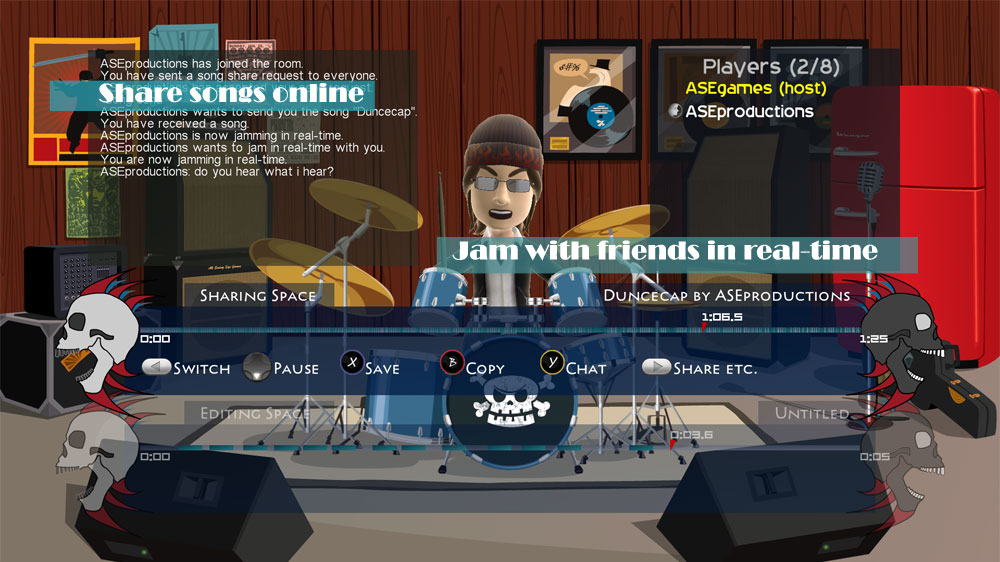 ASEproductions has joined the room.
You have sent a song share request to everyone.
Share songs online
ASEproductions wants to send you the song "Duncecap".
You have received a song.
ASEproductions is now jamming in real-time.
ASEproductions wants to jam in real-time with you.
You are now jamming in real-time.
ASEproductions: do you hear what i hear?
Players (2/8)
ASEgames (host)
ASEproductions
Jam with friends in real-time
Sharing Space
Duncecap by ASEproductions
1:06.5
0:00
1:25
Switch
Pause
X Save
B Copy
Y Chat
Share etc.
Editing Space
Untitled
0:03.6
0:00
0:05